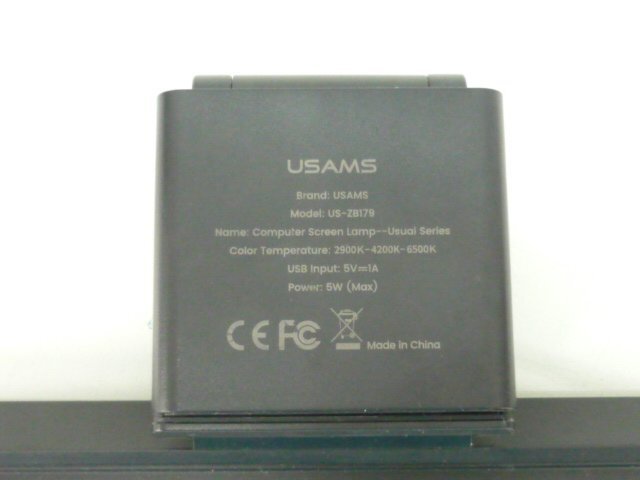 USAMS
Brand: USAMS
Model: US-ZB179
Name: Computer Screen Lamp--Usual Series
Color Temperature: 2900K-4200K-6500K
USB Input: 5V⎓1A
Power: 5W (Max)
CE FC Made in China